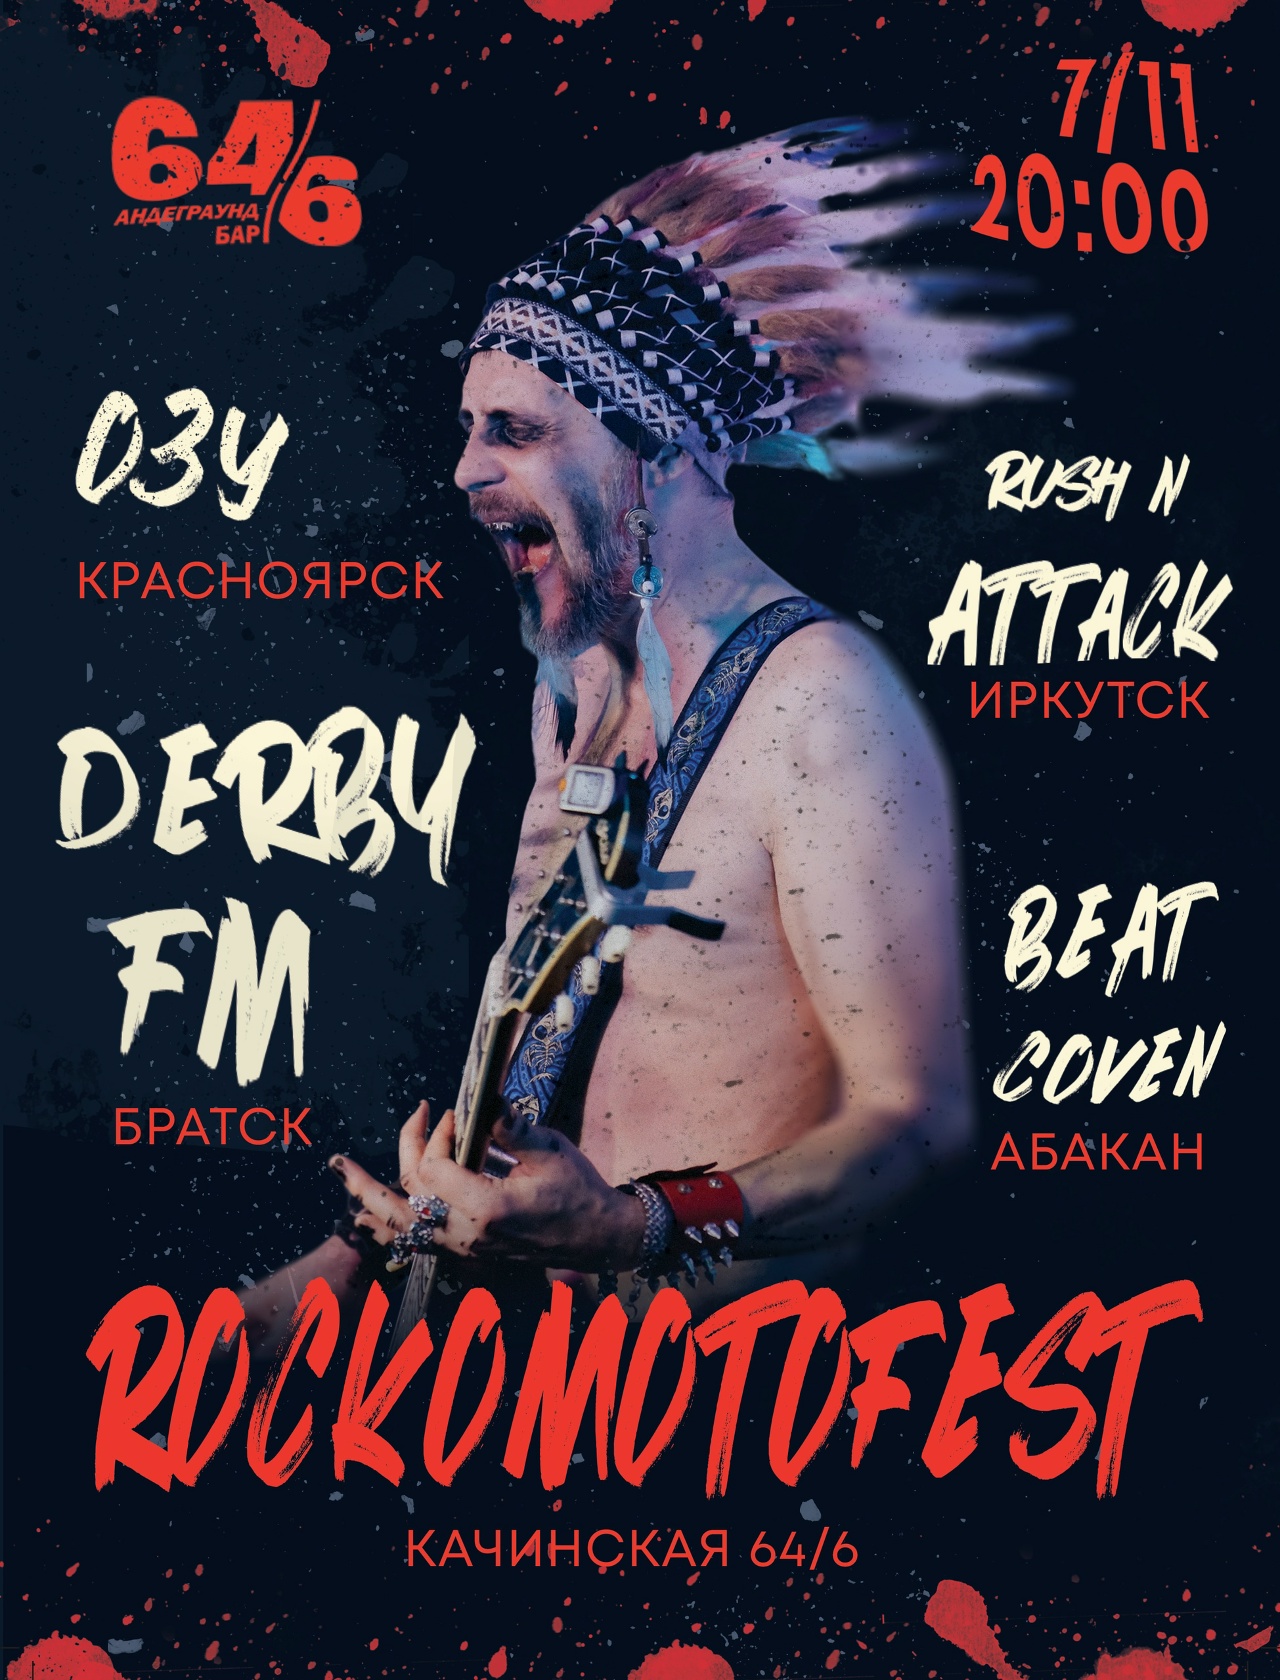 64/6
АНДЕГРАУНД
БАР
7/11
20:00
ОЗУ
КРАСНОЯРСК
RUSH N
ATTACK
ИРКУТСК
DERBY
FM
БРАТСК
BEAT
COVEN
АБАКАН
ROCKOMOTOFEST
КАЧИНСКАЯ 64/6